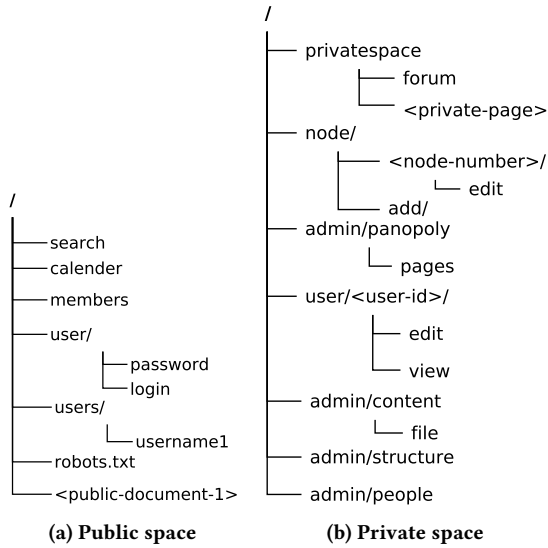 /
search
calender
members
user/
password
login
users/
username1
robots.txt
<public-document-1>
(a) Public space
/
privatespace
forum
<private-page>
node/
<node-number>/
edit
add/
admin/panopoly
pages
user/<user-id>/
edit
view
admin/content
file
admin/structure
admin/people
(b) Private space